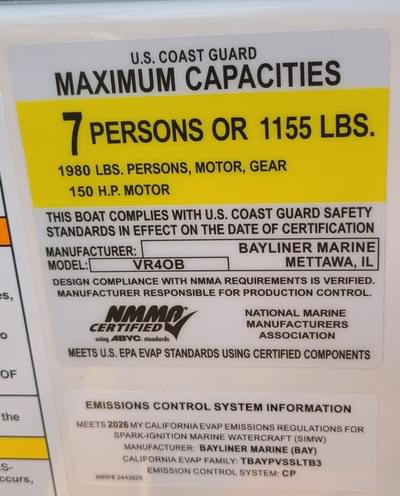 U.S. COAST GUARD
MAXIMUM CAPACITIES
7 PERSONS OR 1155 LBS.
1980 LBS. PERSONS, MOTOR, GEAR
150 H.P. MOTOR
THIS BOAT COMPLIES WITH U.S. COAST GUARD SAFETY
STANDARDS IN EFFECT ON THE DATE OF CERTIFICATION
MANUFACTURER: BAYLINER MARINE
MODEL: VR4OB METTAWA, IL
DESIGN COMPLIANCE WITH NMMA REQUIREMENTS IS VERIFIED.
MANUFACTURER RESPONSIBLE FOR PRODUCTION CONTROL.
NMMA
CERTIFIED
using ABYC. standards
NATIONAL MARINE
MANUFACTURERS
ASSOCIATION
MEETS U.S. EPA EVAP STANDARDS USING CERTIFIED COMPONENTS
EMISSIONS CONTROL SYSTEM INFORMATION
MEETS 2026 MY CALIFORNIA EVAP EMISSIONS REGULATIONS FOR
SPARK-IGNITION MARINE WATERCRAFT (SIMW)
MANUFACTURER: BAYLINER MARINE (BAY)
CALIFORNIA EVAP FAMILY: TBAYPVSSLTB3
EMISSION CONTROL SYSTEM: CP
MRP# 2443925
OF
the